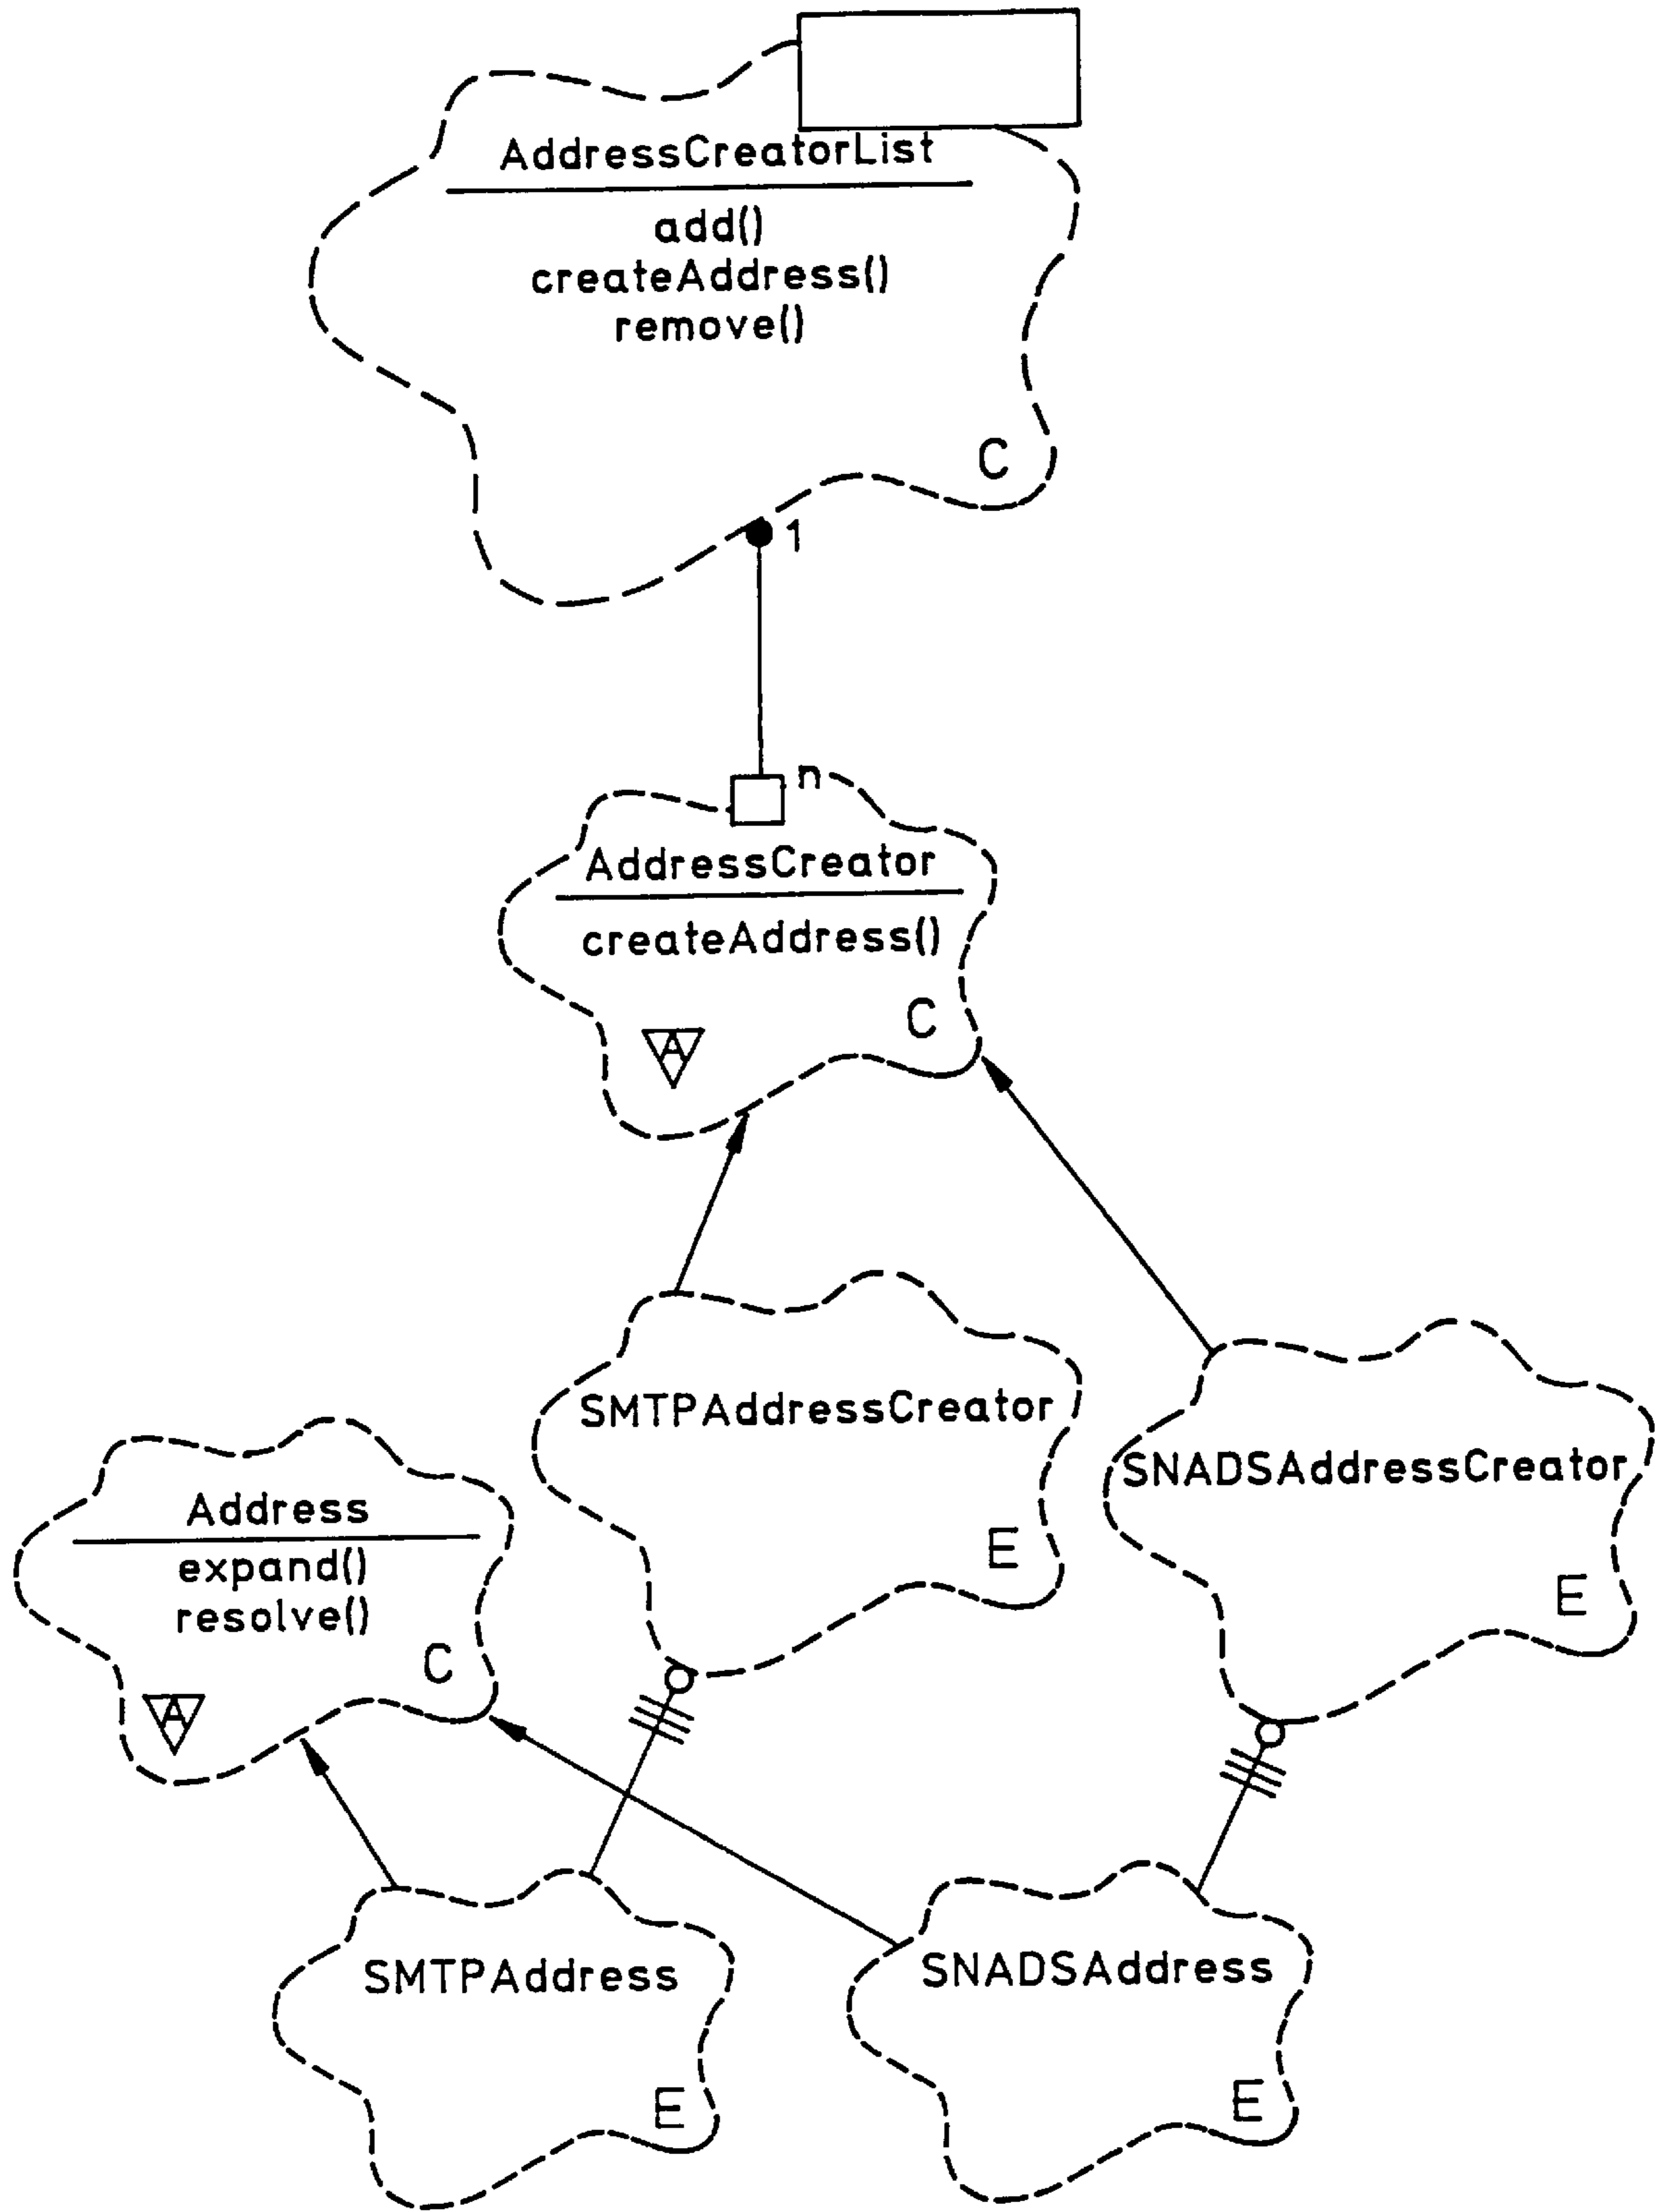 AddressCreatorList
add()
createAddress()
remove()
C
1
n
AddressCreator
createAddress()
C
A
SMTPAddressCreator
E
SNADSAddressCreator
E
Address
expand()
resolve()
C
A
SMTPAddress
E
SNADSAddress
E